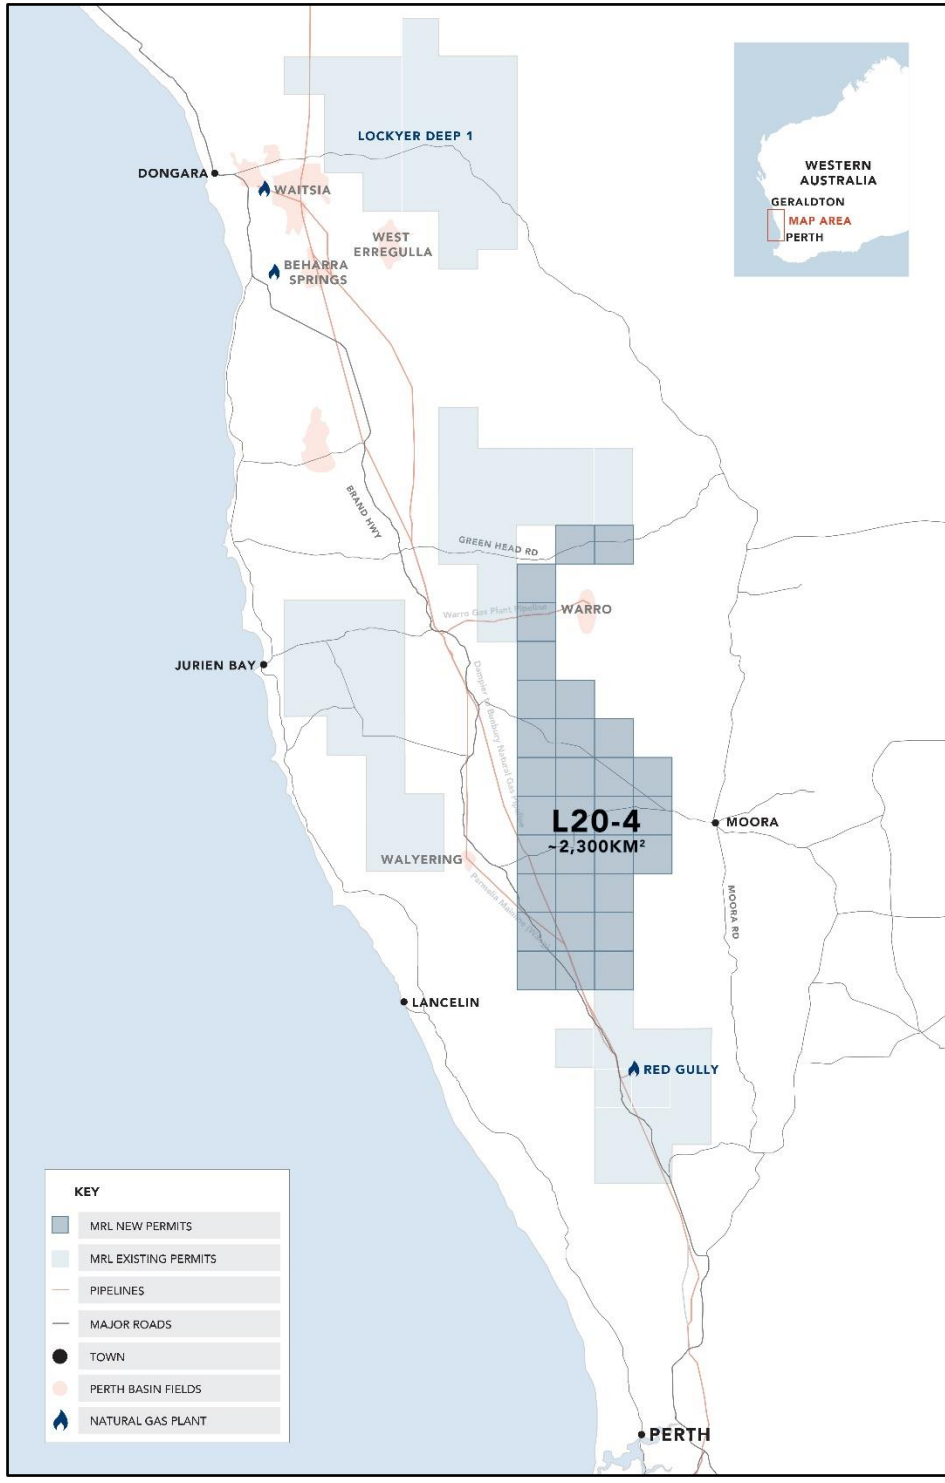 LOCKYER DEEP 1
DONGARA
WAITSIA
WEST
ERREGULLA
BEHARRA
SPRINGS
WESTERN
AUSTRALIA
GERALDTON
MAP AREA
PERTH
BRAND HWY
GREEN HEAD RD
Warro Gas Plant Pipeline
WARRO
JURIEN BAY
Dampier to Bunbury Natural Gas Pipeline
L20-4
~2,300KM²
MOORA
WALYERING
Parmelia
MOORA RD
LANCELIN
RED GULLY
KEY
MRL NEW PERMITS
MRL EXISTING PERMITS
PIPELINES
MAJOR ROADS
TOWN
PERTH BASIN FIELDS
NATURAL GAS PLANT
PERTH